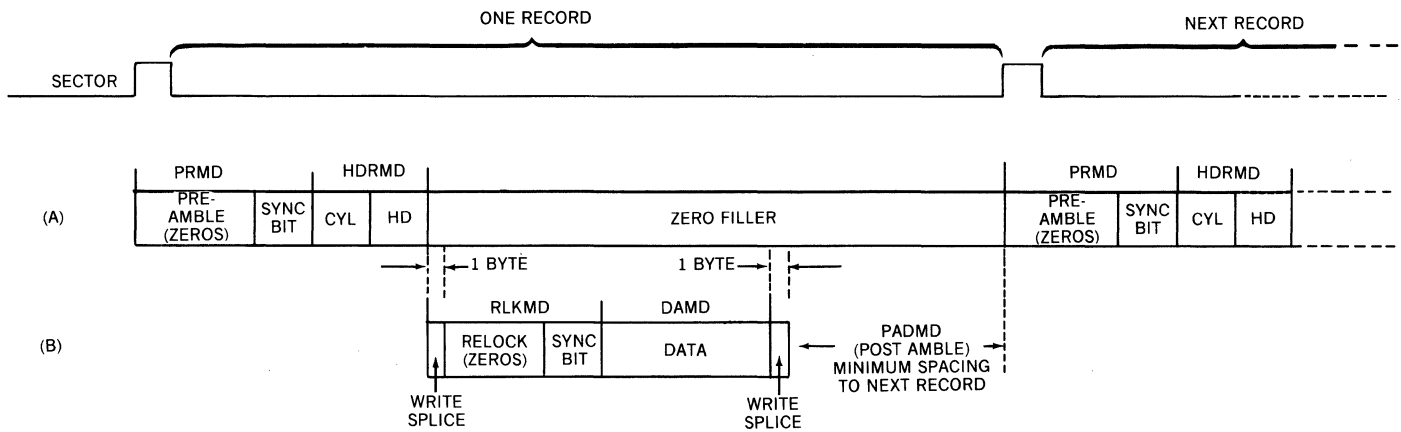 ONE RECORD
NEXT RECORD
SECTOR
PRMD
HDRMD
PRMD
HDRMD
(A)
PRE-
AMBLE
(ZEROS)
SYNC
BIT
CYL
HD
ZERO FILLER
PRE-
AMBLE
(ZEROS)
SYNC
BIT
CYL
HD
1 BYTE
1 BYTE
RLKMD
DAMD
(B)
RELOCK
(ZEROS)
SYNC
BIT
DATA
PADMD
(POST AMBLE)
MINIMUM SPACING
TO NEXT RECORD
WRITE
SPLICE
WRITE
SPLICE